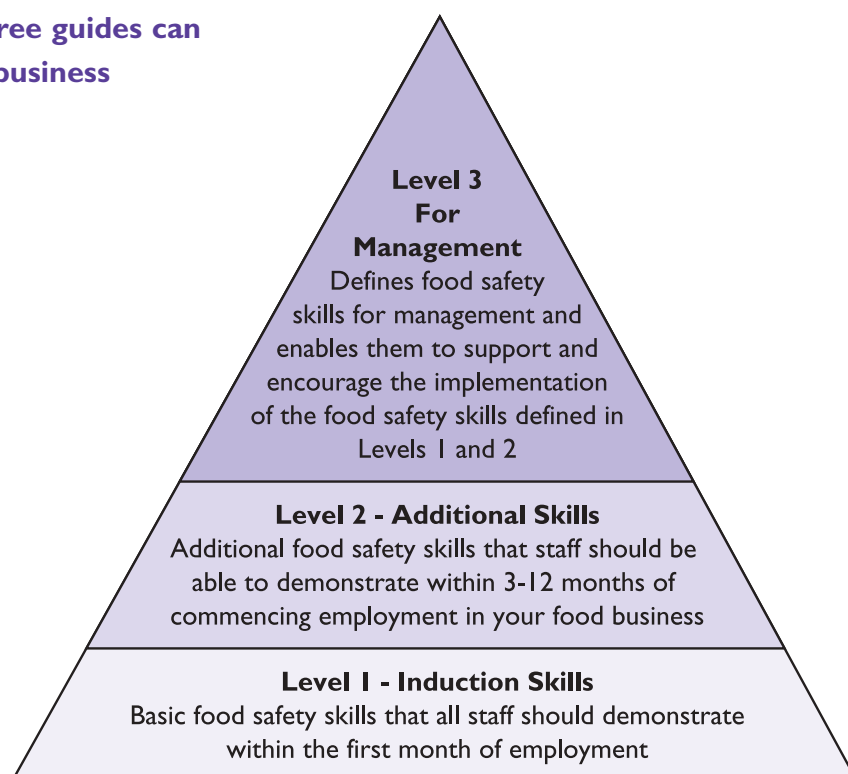 ree guides can
business
Level 3
For
Management
Defines food safety
skills for management and
enables them to support and
encourage the implementation
of the food safety skills defined in
Levels 1 and 2
Level 2 - Additional Skills
Additional food safety skills that staff should be
able to demonstrate within 3-12 months of
commencing employment in your food business
Level 1 - Induction Skills
Basic food safety skills that all staff should demonstrate
within the first month of employment